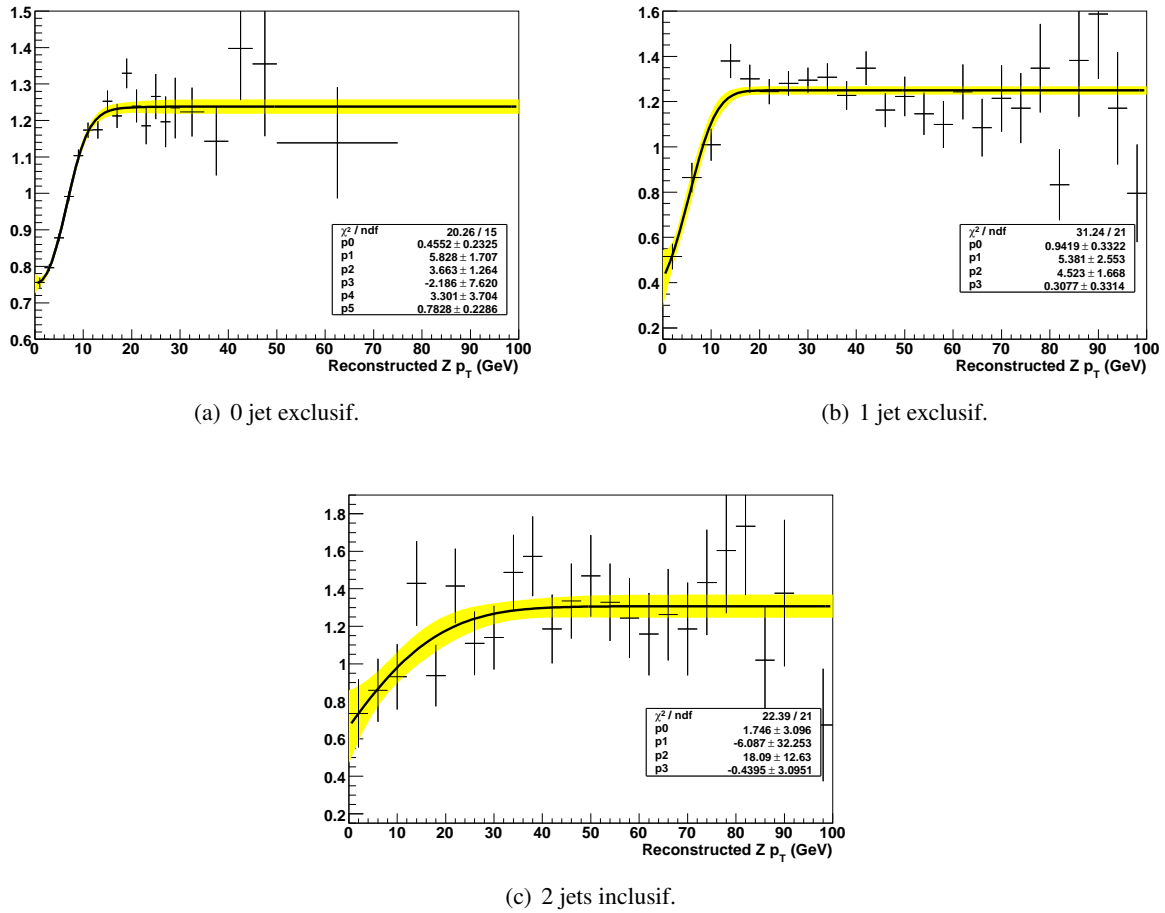 1.5
1.4
1.3
1.2
1.1
1
0.9
0.8
0.7
0.6
0 10 20 30 40 50 60 70 80 90 100
Reconstructed Z pT (GeV)
χ2 / ndf 20.26 / 15
p0 0.4552 ± 0.2325
p1 5.828 ± 1.707
p2 3.663 ± 1.264
p3 -2.186 ± 7.620
p4 3.301 ± 3.704
p5 0.7828 ± 0.2286
(a) 0 jet exclusif.
1.6
1.4
1.2
1
0.8
0.6
0.4
0.2
0 10 20 30 40 50 60 70 80 90 100
Reconstructed Z pT (GeV)
χ2 / ndf 31.24 / 21
p0 0.9419 ± 0.3322
p1 5.381 ± 2.553
p2 4.523 ± 1.668
p3 0.3077 ± 0.3314
(b) 1 jet exclusif.
1.8
1.6
1.4
1.2
1
0.8
0.6
0.4
0.2
0 10 20 30 40 50 60 70 80 90 100
Reconstructed Z pT (GeV)
χ2 / ndf 22.39 / 21
p0 1.746 ± 3.096
p1 -6.087 ± 32.253
p2 18.09 ± 12.63
p3 -0.4395 ± 3.0951
(c) 2 jets inclusif.